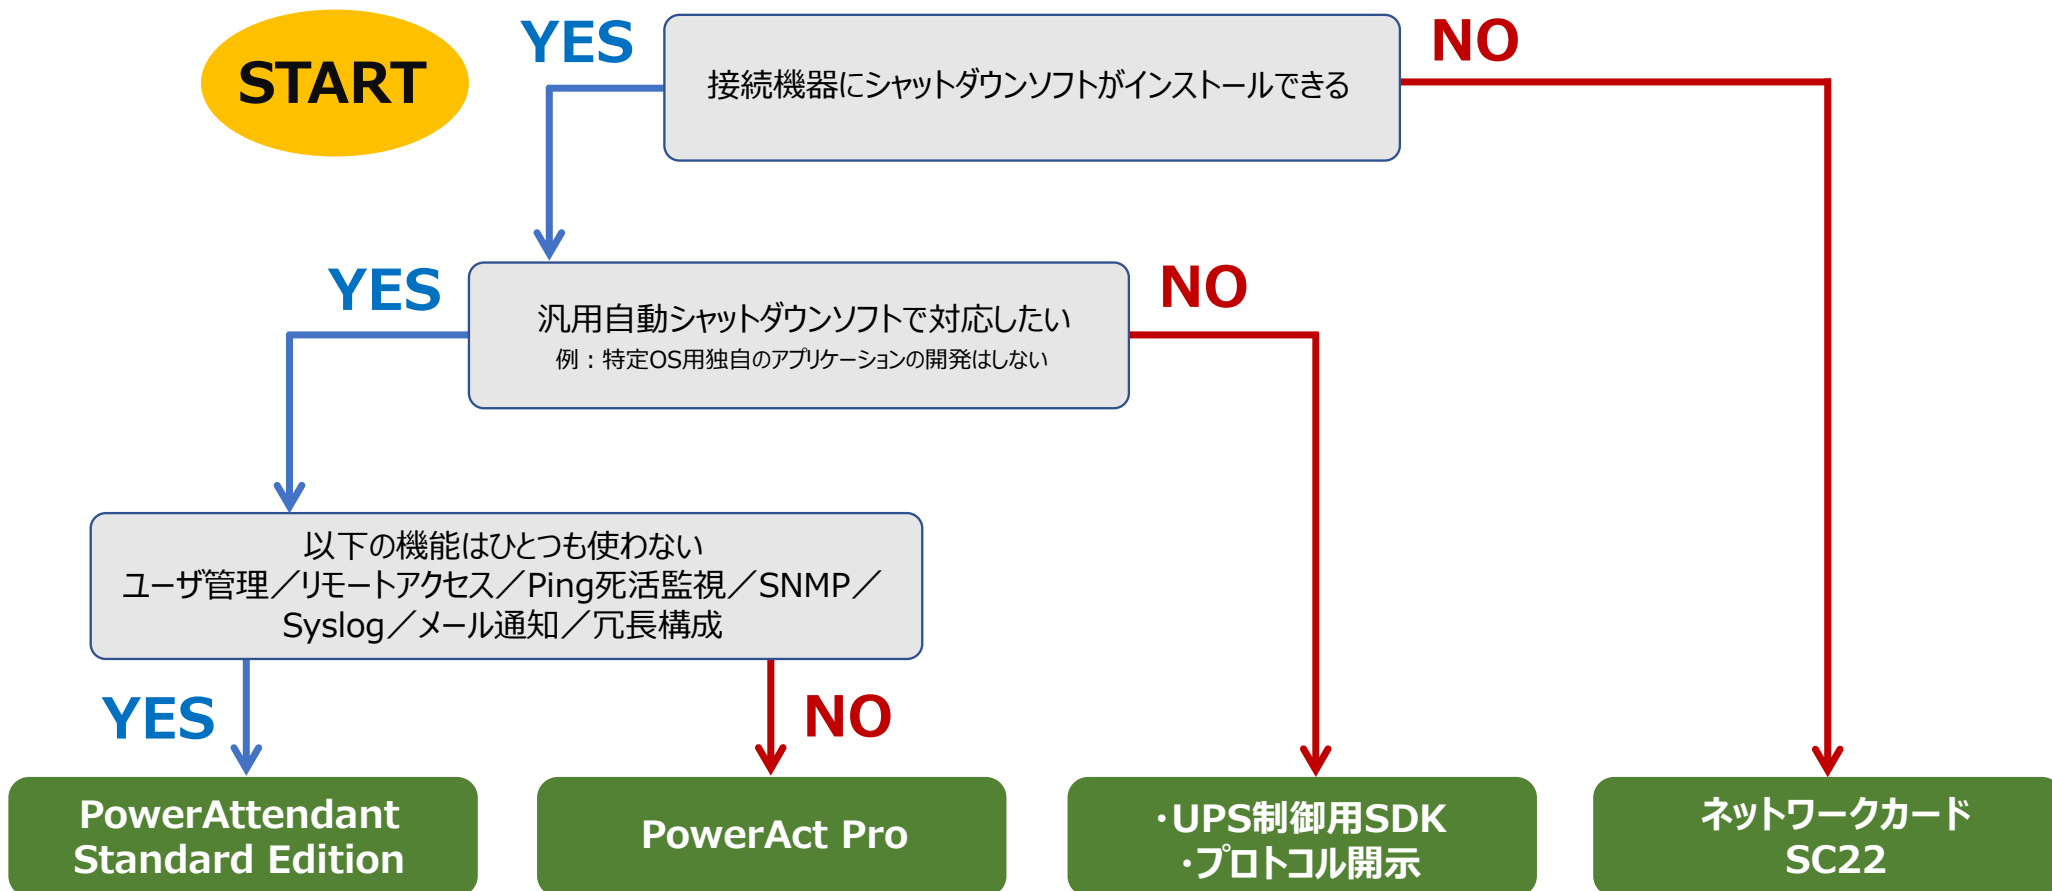 START
YES
接続機器にシャットダウンソフトがインストールできる
NO
YES
汎用自動シャットダウンソフトで対応したい
例：特定OS用独自のアプリケーションの開発はしない
NO
以下の機能はひとつも使わない
ユーザ管理／リモートアクセス／Ping死活監視／SNMP／
Syslog／メール通知／冗長構成
YES
NO
PowerAttendant
Standard Edition
PowerAct Pro
・UPS制御用SDK
・プロトコル開示
ネットワークカード
SC22